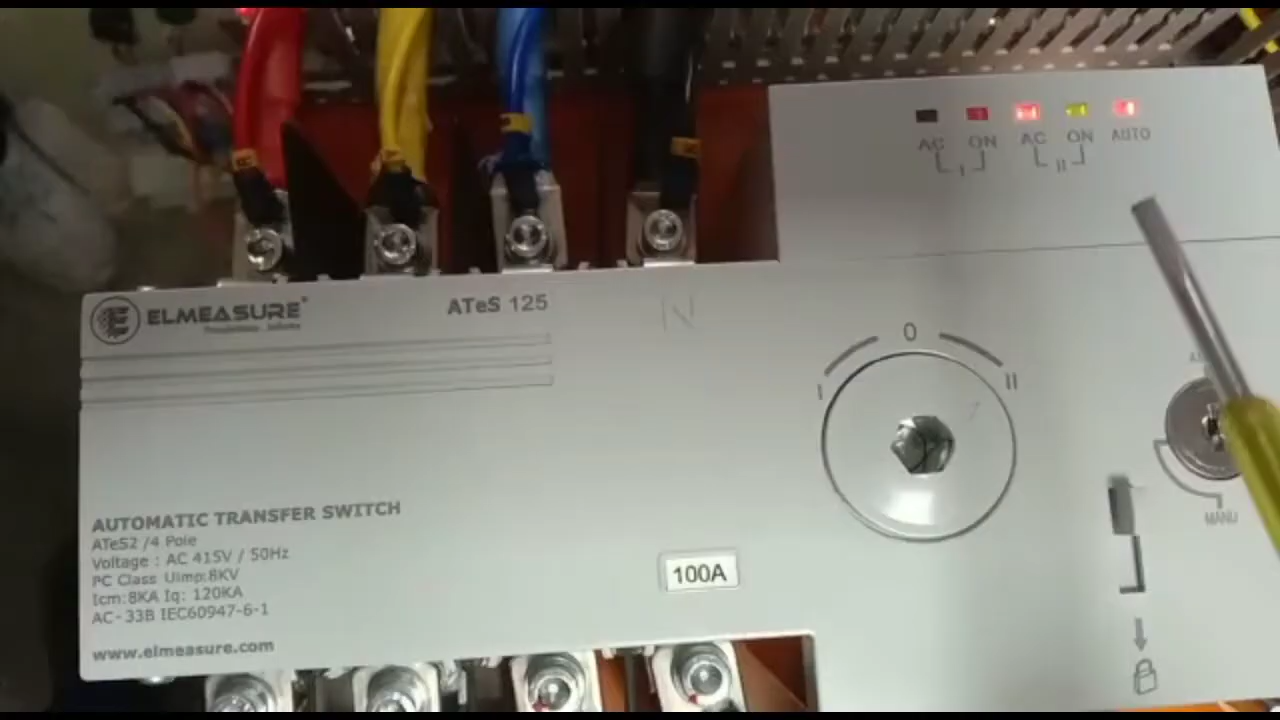 AC ON AC ON AUTO
I II
ELMEASURE
ATeS 125
N
0
I II
AUTOMATIC TRANSFER SWITCH
ATeS2 /4 Pole
Voltage : AC 415V / 50Hz
PC Class Uimp:8KV
Icm:8KA Iq: 120KA
AC-33B IEC60947-6-1
www.elmeasure.com
100A
MANU